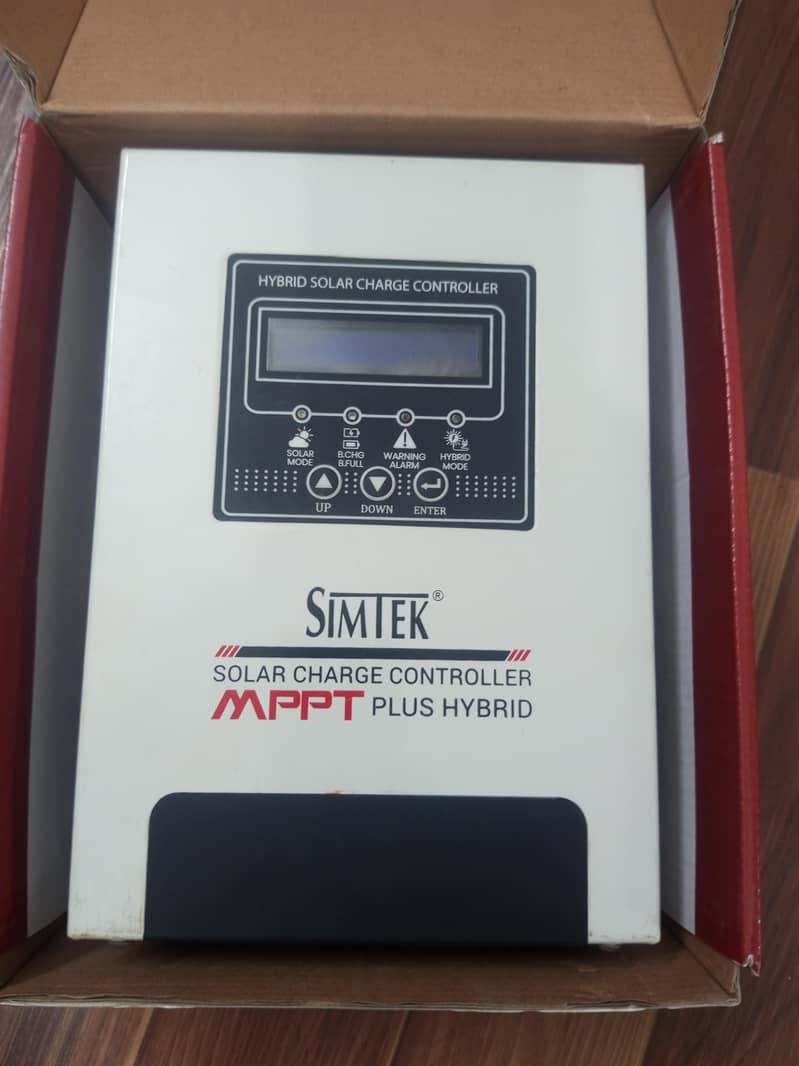 HYBRID SOLAR CHARGE CONTROLLER
SOLAR MODE
B.CHG B.FULL
WARNING ALARM
HYBRID MODE
UP DOWN ENTER
SIMTEK®
SOLAR CHARGE CONTROLLER
MPPT PLUS HYBRID